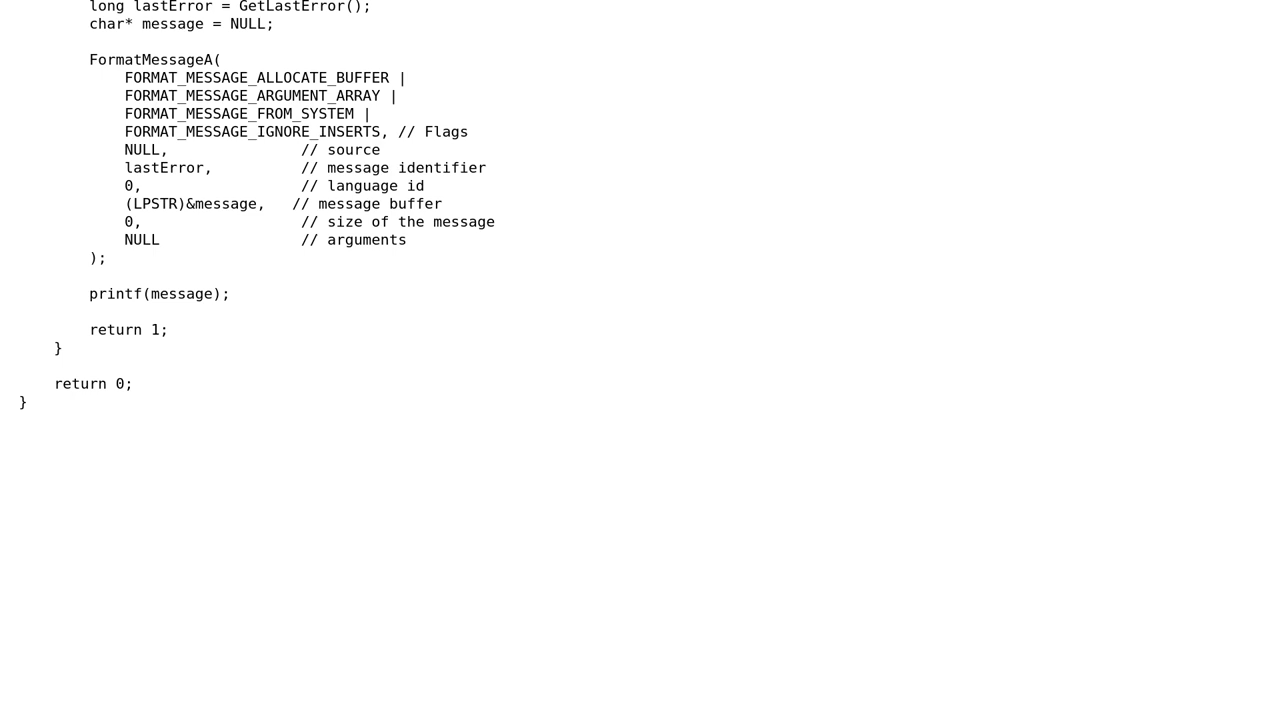 long lastError = GetLastError();
char* message = NULL;
FormatMessageA(
FORMAT_MESSAGE_ALLOCATE_BUFFER |
FORMAT_MESSAGE_ARGUMENT_ARRAY |
FORMAT_MESSAGE_FROM_SYSTEM |
FORMAT_MESSAGE_IGNORE_INSERTS, // Flags
NULL, // source
lastError, // message identifier
0, // language id
(LPSTR)&message, // message buffer
0, // size of the message
NULL // arguments
);
printf(message);
return 1;
}
return 0;
}